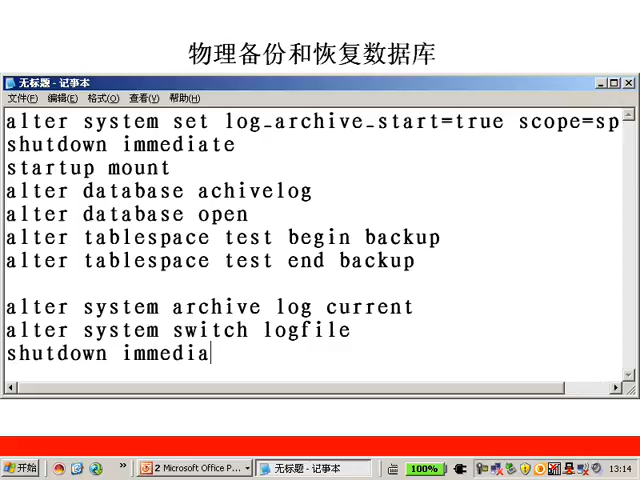 物理备份和恢复数据库
无标题 - 记事本
文件(F) 编辑(E) 格式(O) 查看(V) 帮助(H)
alter system set log_archive_start=true scope=sp
shutdown immediate
startup mount
alter database achivelog
alter database open
alter tablespace test begin backup
alter tablespace test end backup
alter system archive log current
alter system switch logfile
shutdown immedia
开始 » 2 Microsoft Office P... 无标题 - 记事本 100% 13:14